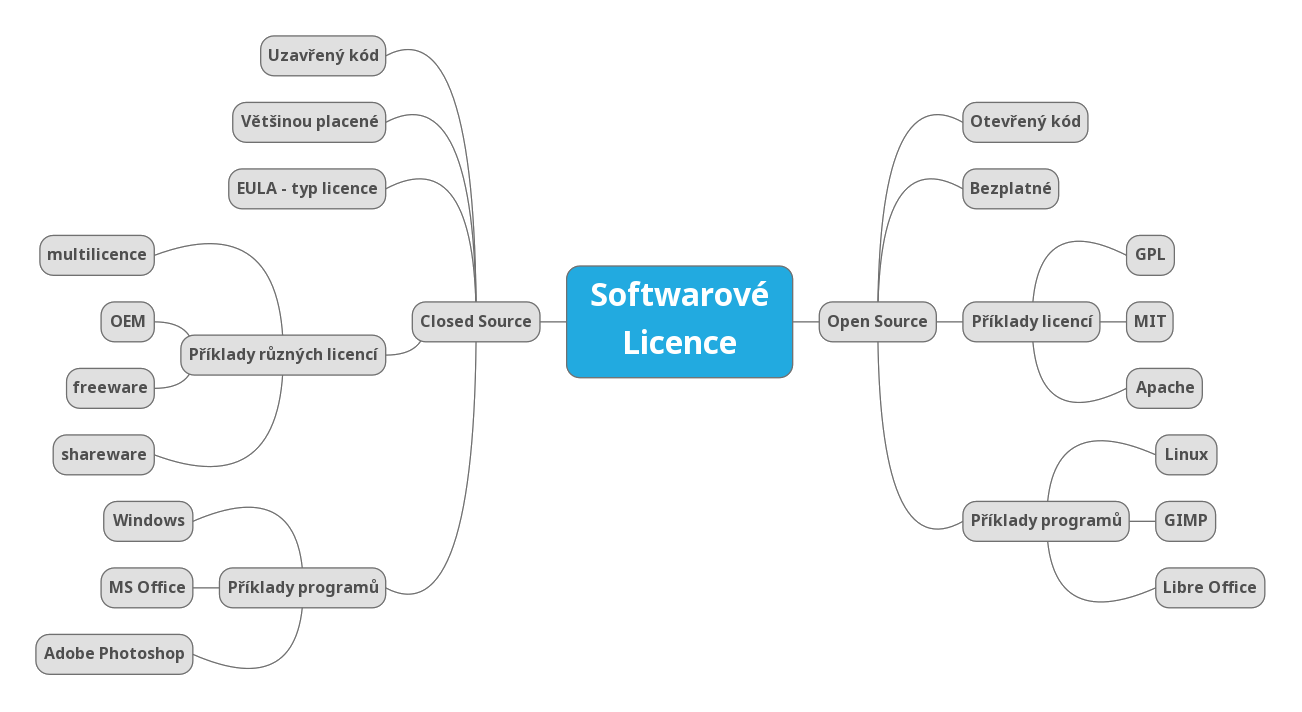 Softwarové
Licence
Closed Source
Uzavřený kód
Většinou placené
EULA - typ licence
Příklady různých licencí
multilicence
OEM
freeware
shareware
Příklady programů
Windows
MS Office
Adobe Photoshop
Open Source
Otevřený kód
Bezplatné
Příklady licencí
GPL
MIT
Apache
Příklady programů
Linux
GIMP
Libre Office